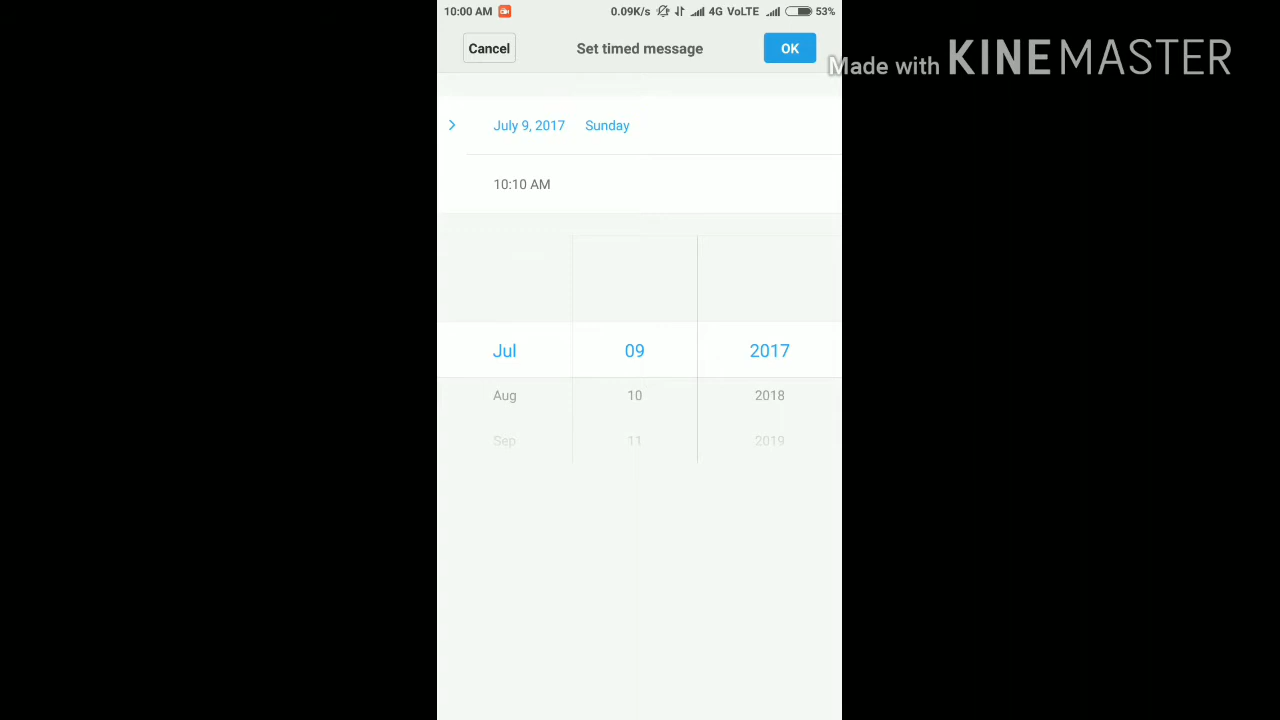 10:00 AM 0.09K/s 4G VoLTE 53%
Cancel Set timed message OK
Made with KINEMASTER
July 9, 2017 Sunday
10:10 AM
Jul 09 2017
Aug 10 2018
Sep 11 2019